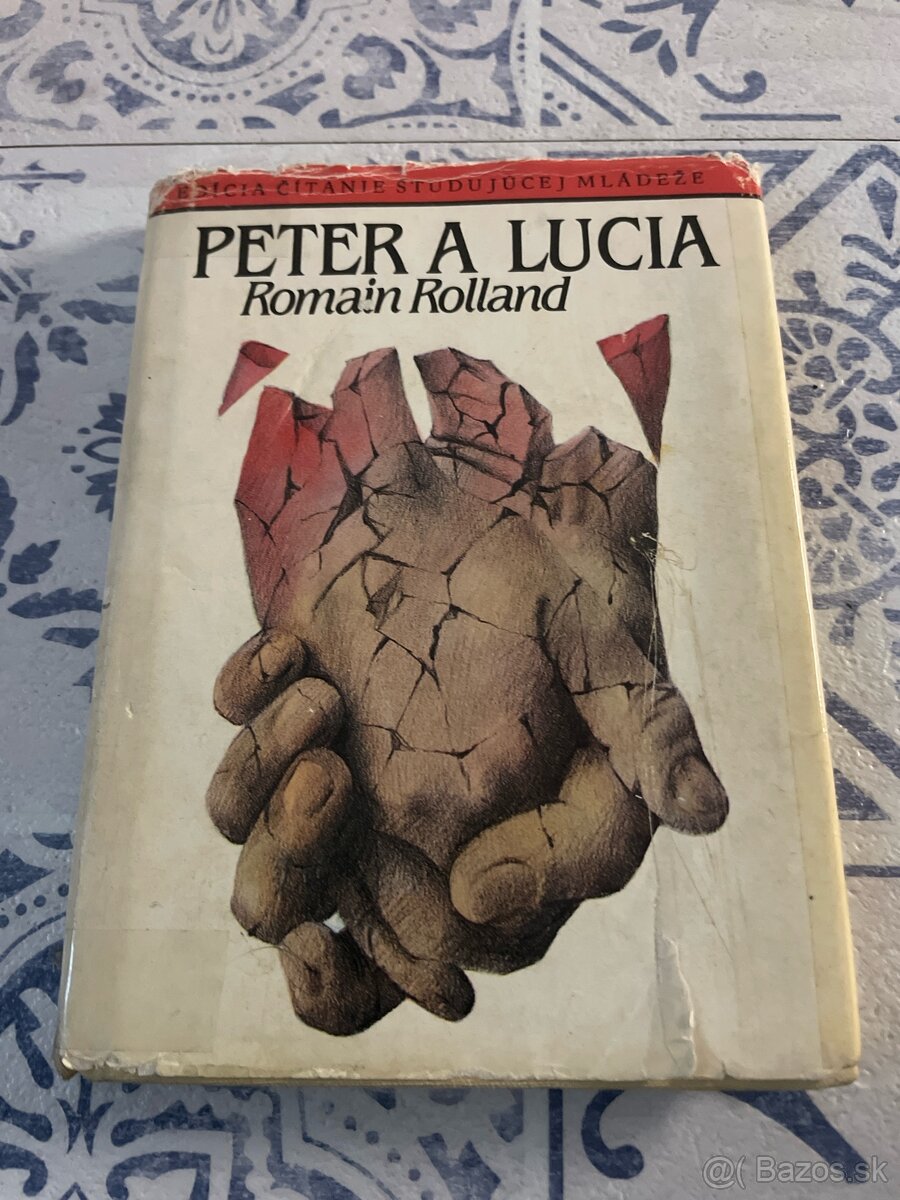 EDÍCIA ČÍTANIE ŠTUDUJÚCEJ MLÁDEŽE
PETER A LUCIA
Romain Rolland
@( Bazos.sk